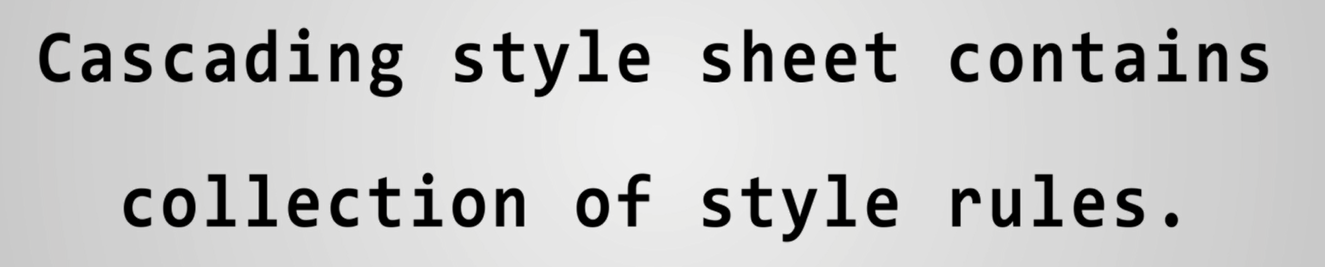 Cascading style sheet contains
collection of style rules.